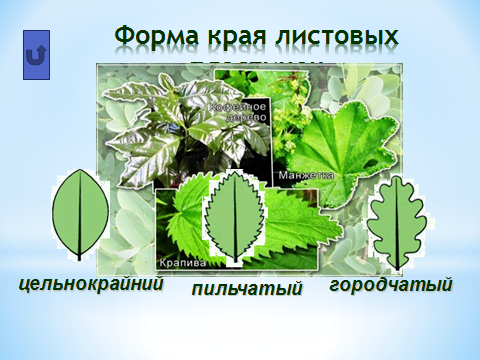 Форма края листовых
Кофейное
дерево
Манжетка
Крапива
цельнокрайний
пильчатый
городчатый